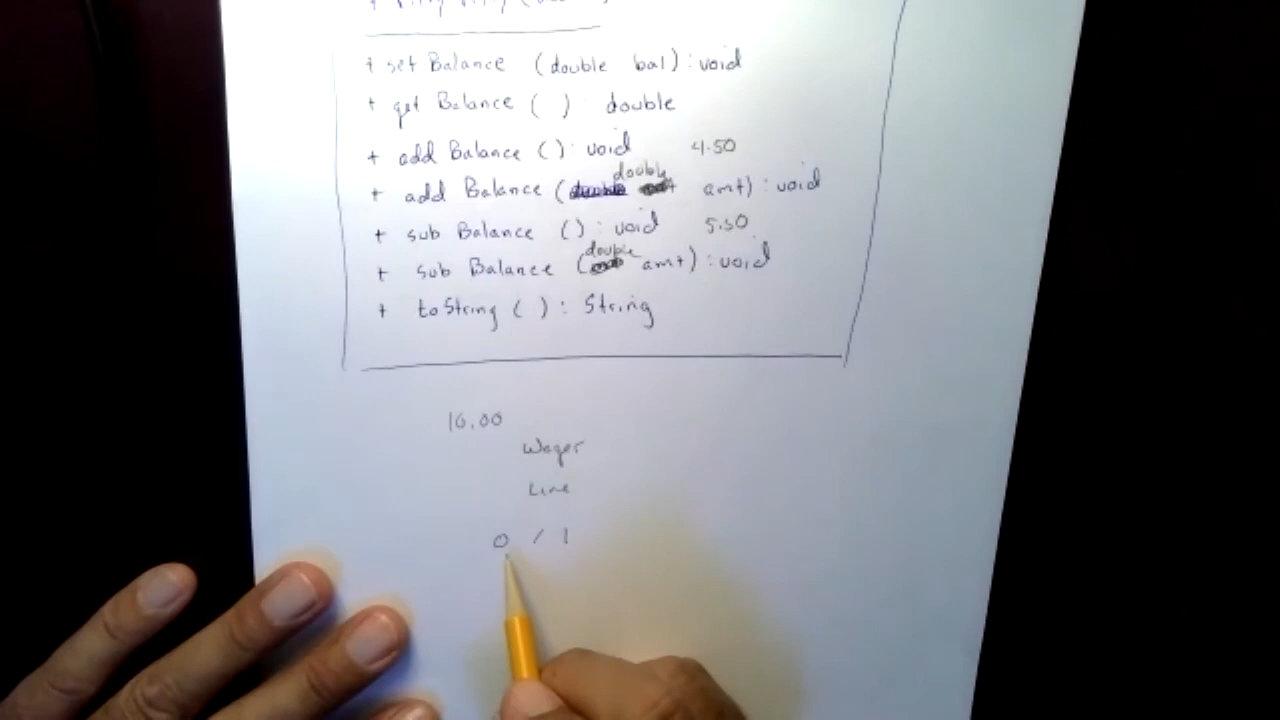 + set Balance (double bal) : void
+ get Balance ( ) double
+ add Balance () : void 4.50
+ add Balance (double amt) : void
+ sub Balance () : void 5.50
+ sub Balance (double amt) : void
+ toString ( ) : String
10.00
Wager
Line
0 / 1